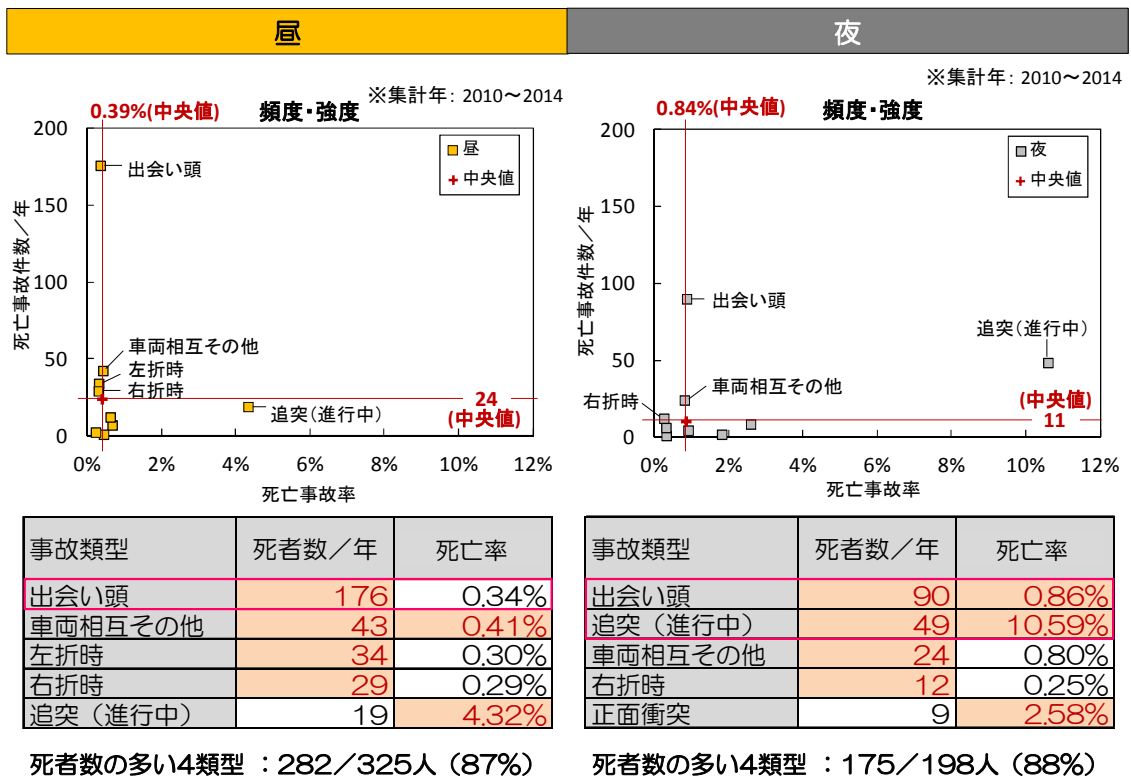 昼
※集計年: 2010～2014
0.39%(中央値)
頻度・強度
死亡事故件数／年
200
150
100
50
0
昼
中央値
出会い頭
車両相互その他
左折時
右折時
追突(進行中)
24
(中央値)
0%
2%
4%
6%
8%
10%
12%
死亡事故率
事故類型 死者数／年 死亡率
出会い頭 176 0.34%
車両相互その他 43 0.41%
左折時 34 0.30%
右折時 29 0.29%
追突（進行中） 19 4.32%
死者数の多い4類型 ：282／325人（87%）
夜
※集計年: 2010～2014
0.84%(中央値)
頻度・強度
死亡事故件数／年
200
150
100
50
0
夜
中央値
出会い頭
追突(進行中)
車両相互その他
右折時
(中央値)
11
0%
2%
4%
6%
8%
10%
12%
死亡事故率
事故類型 死者数／年 死亡率
出会い頭 90 0.86%
追突（進行中） 49 10.59%
車両相互その他 24 0.80%
右折時 12 0.25%
正面衝突 9 2.58%
死者数の多い4類型 ：175／198人（88%）